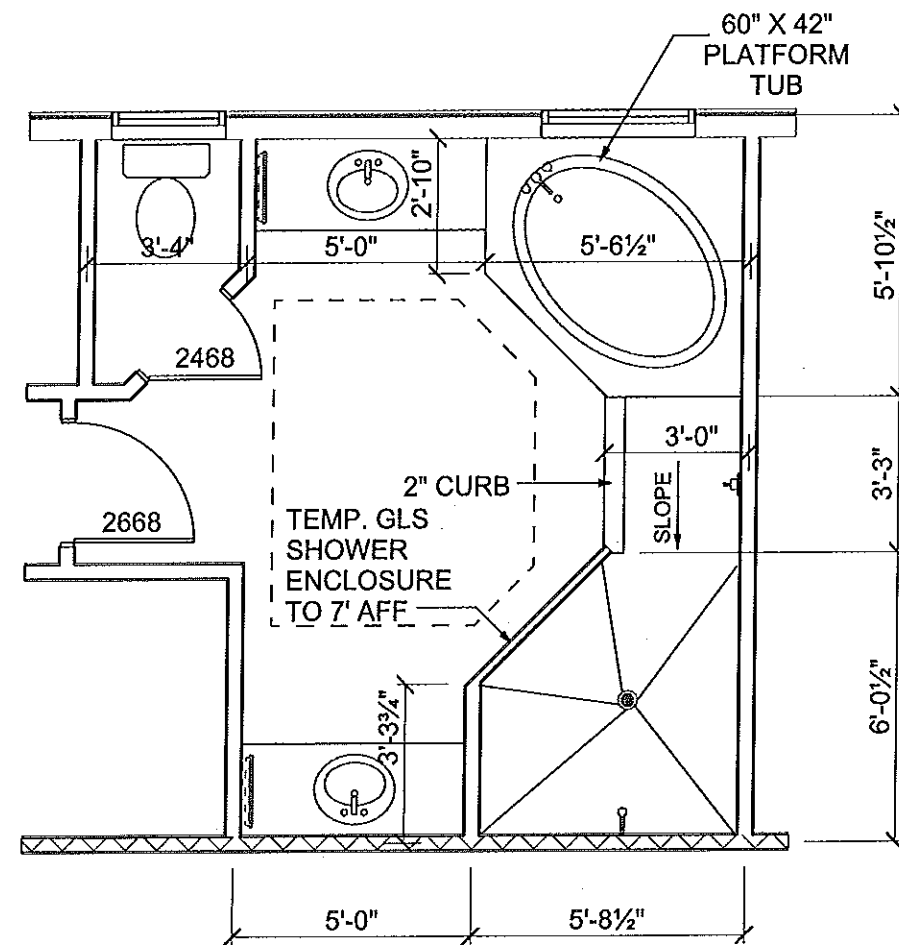 60" X 42"
PLATFORM
TUB
2'-10"
3'-4"
5'-0"
5'-6½"
5'-10½"
2468
3'-0"
3'-3"
2" CURB
SLOPE
2668
TEMP. GLS
SHOWER
ENCLOSURE
TO 7' AFF
3'-3¾"
6'-0½"
5'-0"
5'-8½"